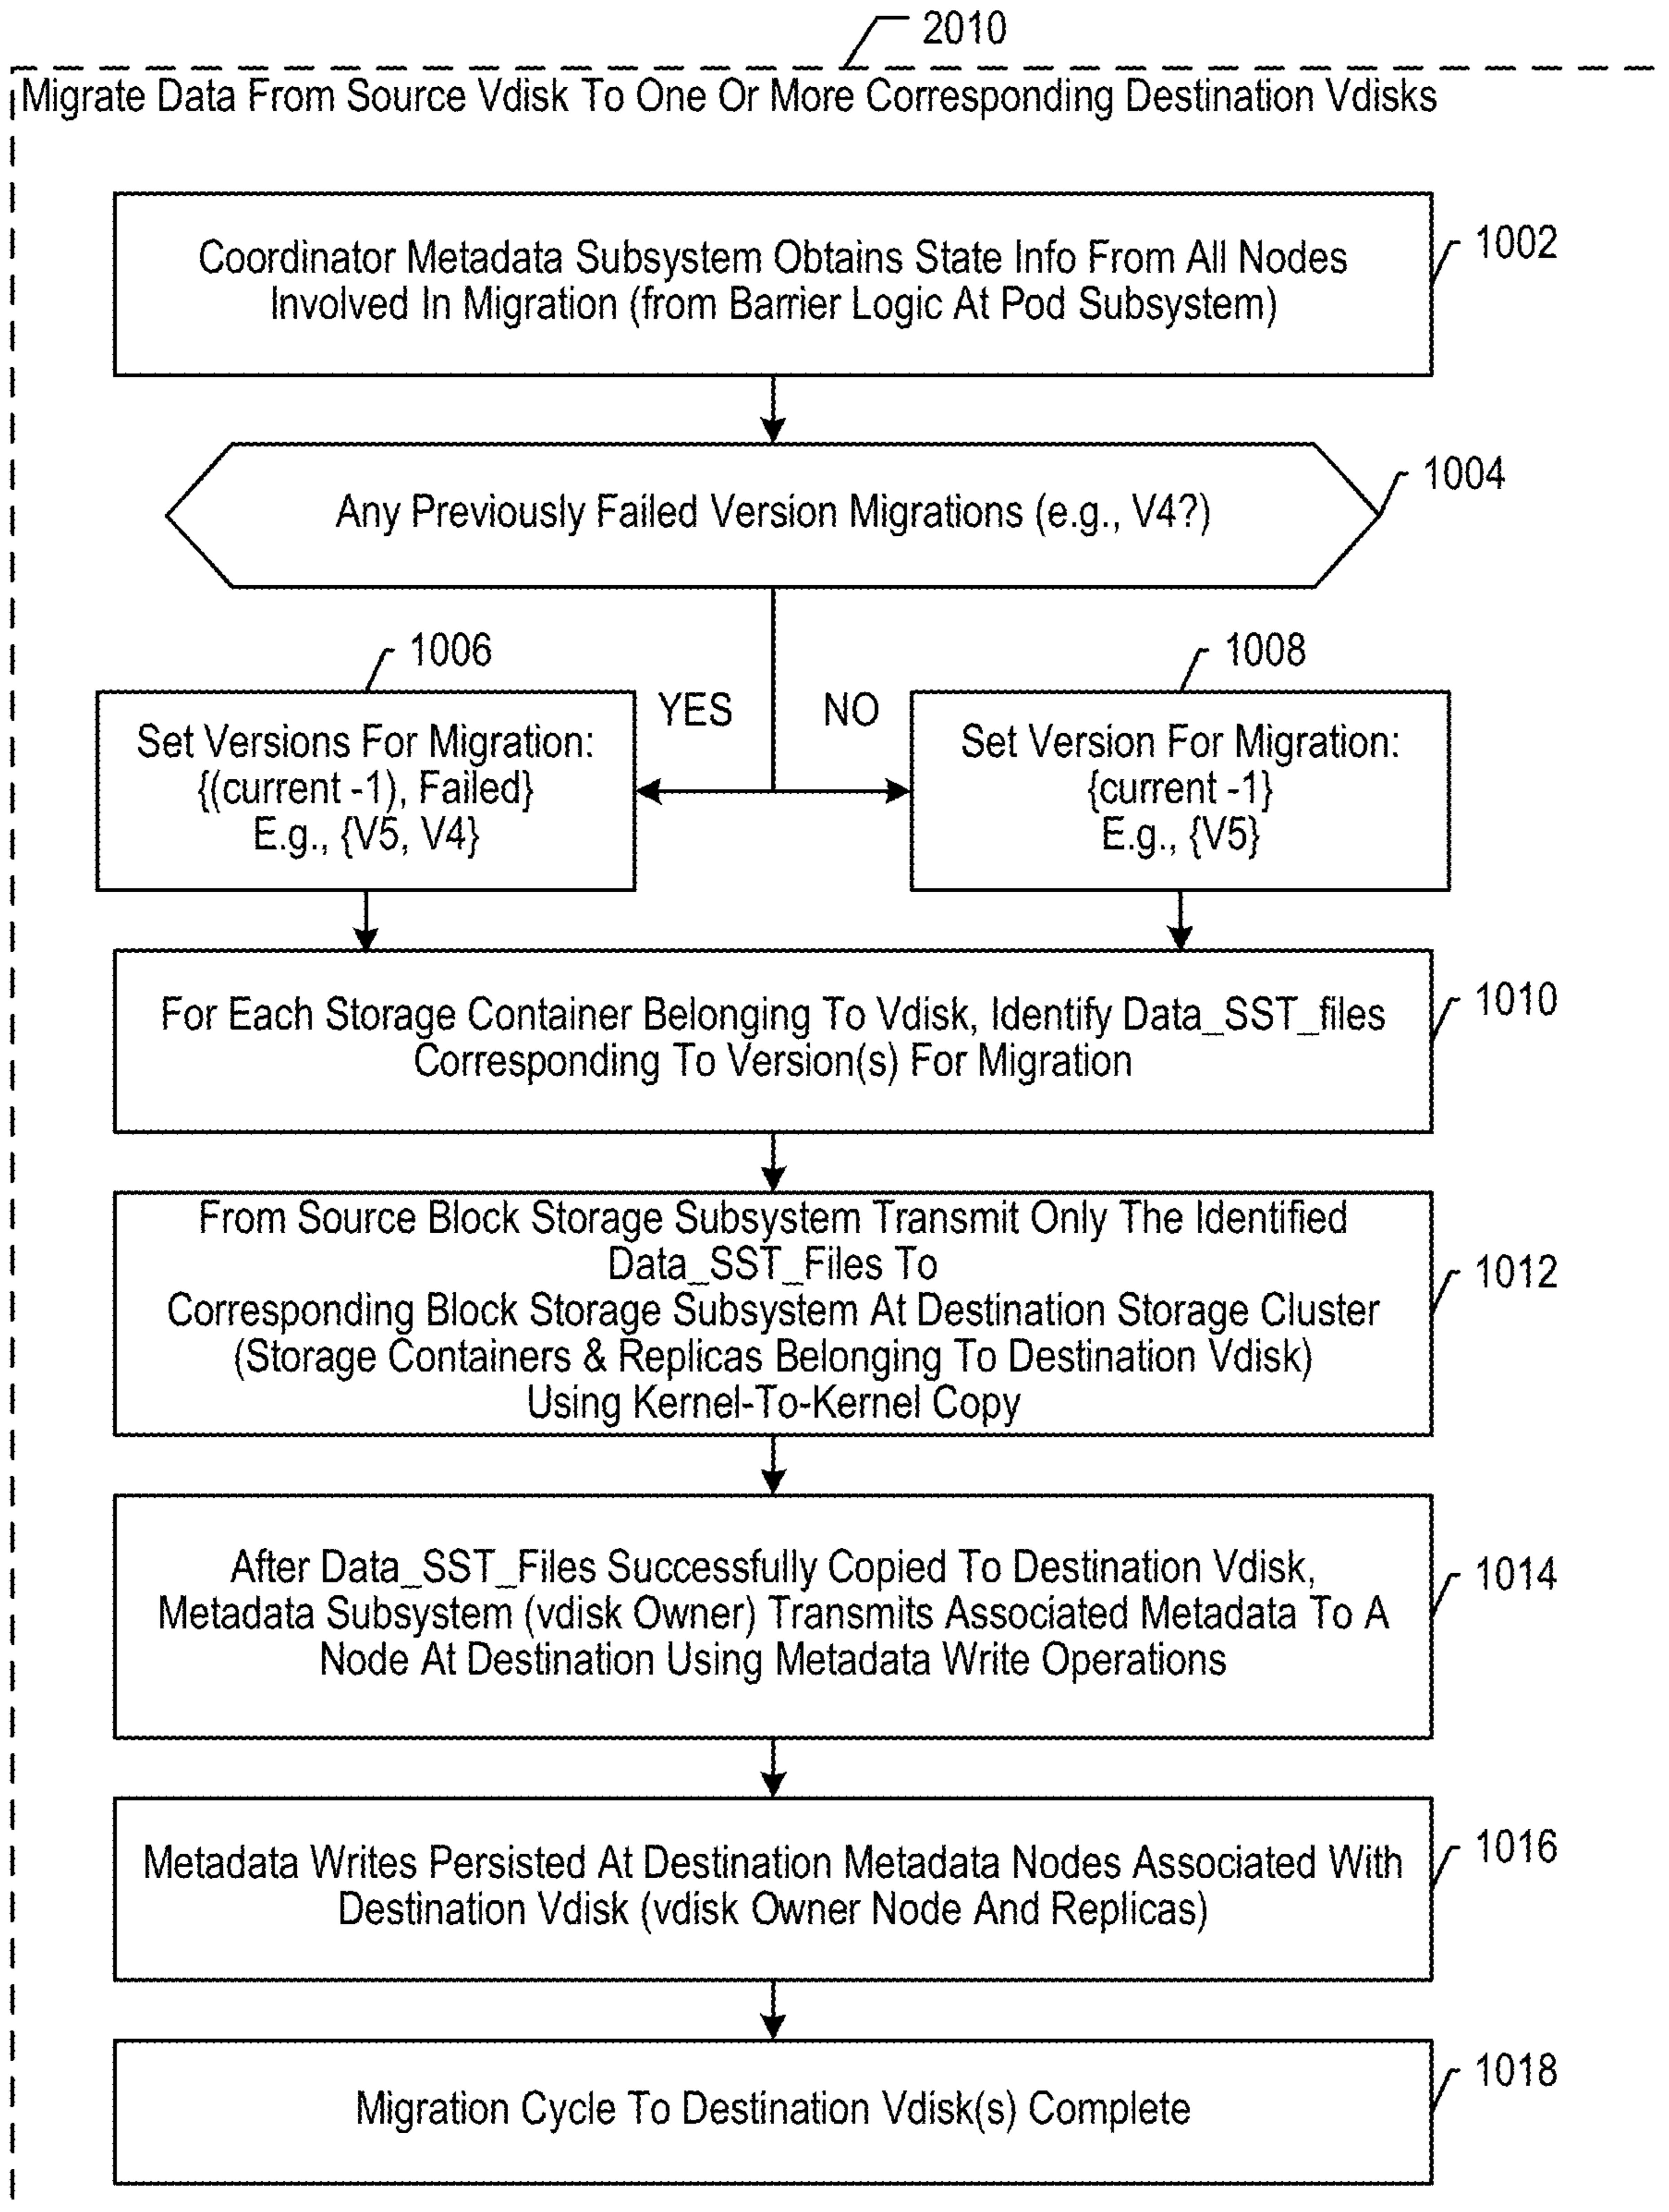 2010
Migrate Data From Source Vdisk To One Or More Corresponding Destination Vdisks
Coordinator Metadata Subsystem Obtains State Info From All Nodes
Involved In Migration (from Barrier Logic At Pod Subsystem)
1002
Any Previously Failed Version Migrations (e.g., V4?)
1004
1006
1008
YES
NO
Set Versions For Migration:
{(current -1), Failed}
E.g., {V5, V4}
Set Version For Migration:
{current -1}
E.g., {V5}
For Each Storage Container Belonging To Vdisk, Identify Data_SST_files
Corresponding To Version(s) For Migration
1010
From Source Block Storage Subsystem Transmit Only The Identified
Data_SST_Files To
Corresponding Block Storage Subsystem At Destination Storage Cluster
(Storage Containers & Replicas Belonging To Destination Vdisk)
Using Kernel-To-Kernel Copy
1012
After Data_SST_Files Successfully Copied To Destination Vdisk,
Metadata Subsystem (vdisk Owner) Transmits Associated Metadata To A
Node At Destination Using Metadata Write Operations
1014
Metadata Writes Persisted At Destination Metadata Nodes Associated With
Destination Vdisk (vdisk Owner Node And Replicas)
1016
Migration Cycle To Destination Vdisk(s) Complete
1018